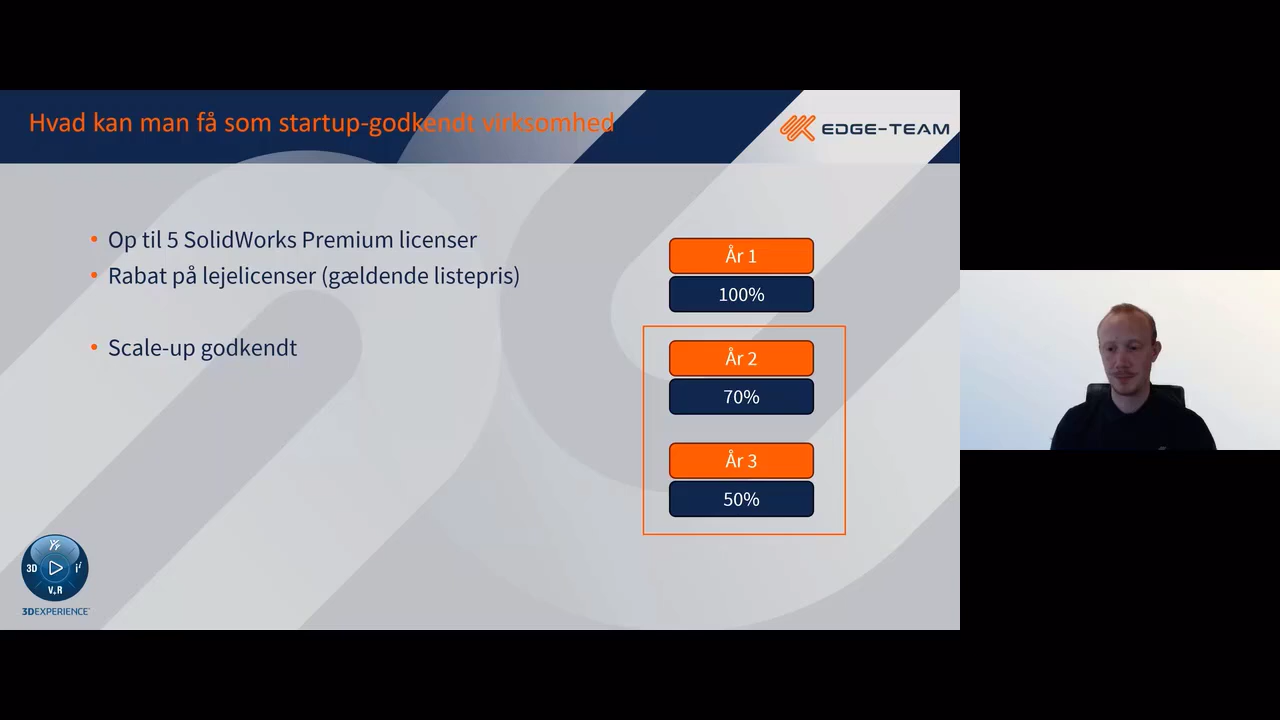 Hvad kan man få som startup-godkendt virksomhed
EDGE-TEAM
• Op til 5 SolidWorks Premium licenser
• Rabat på lejelicenser (gældende listepris)
• Scale-up godkendt
År 1
100%
År 2
70%
År 3
50%
3D
V.R
3DEXPERIENCE